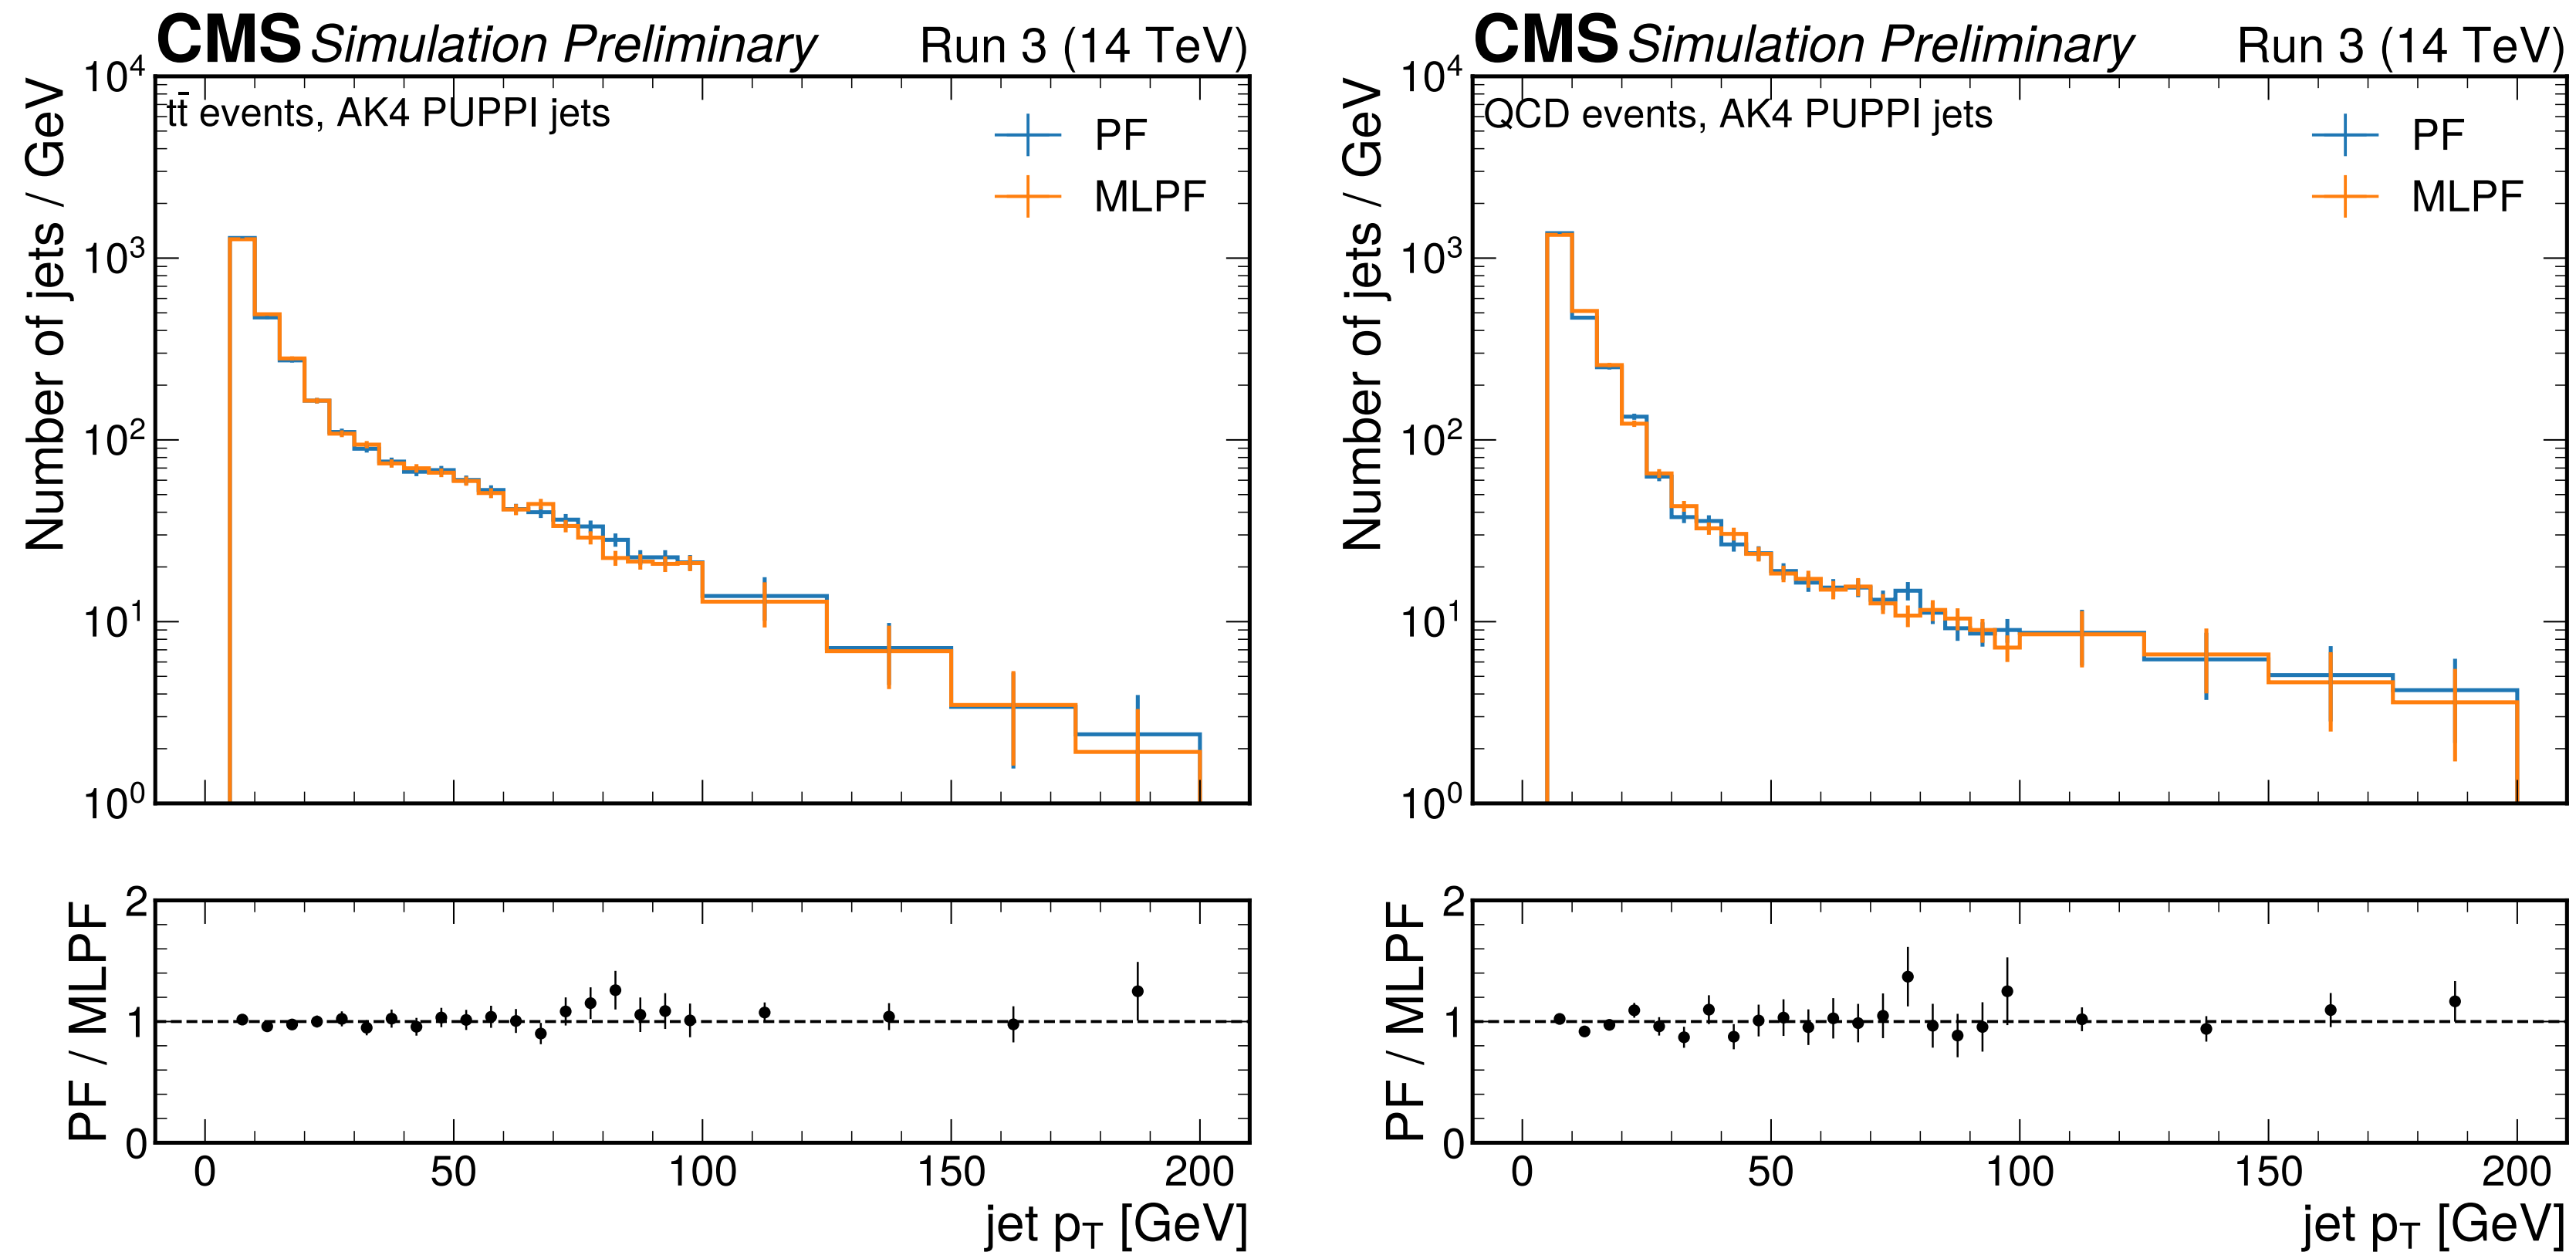 CMS Simulation Preliminary Run 3 (14 TeV)
tt̄ events, AK4 PUPPI jets
PF
MLPF
Number of jets / GeV
10⁴
10³
10²
10¹
10⁰
PF / MLPF
2
1
0
0 50 100 150 200
jet p_T [GeV]
CMS Simulation Preliminary Run 3 (14 TeV)
QCD events, AK4 PUPPI jets
PF
MLPF
Number of jets / GeV
10⁴
10³
10²
10¹
10⁰
PF / MLPF
2
1
0
0 50 100 150 200
jet p_T [GeV]